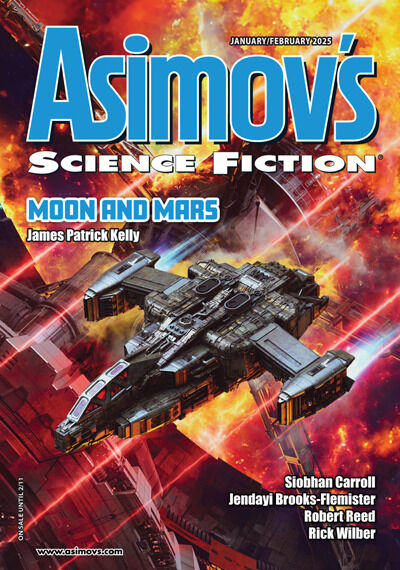 JANUARY/FEBRUARY 2025
Asimov's
SCIENCE FICTION®
MOON AND MARS
James Patrick Kelly
Siobhan Carroll
Jendayi Brooks-Flemister
Robert Reed
Rick Wilber
ON SALE UNTIL 2/11
www.asimovs.com